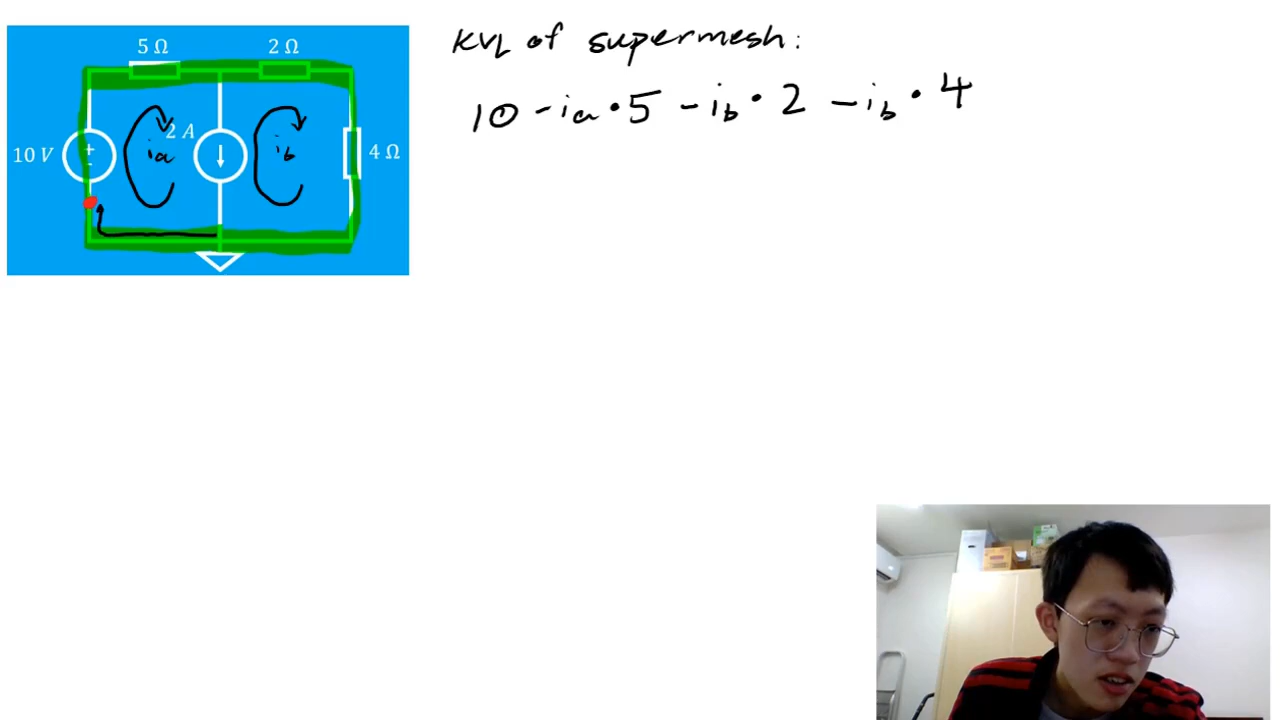 KVL of supermesh:
10 - ia • 5 - ib • 2 - ib • 4
5 Ω
2 Ω
10 V
+
-
ia
2 A
ib
4 Ω